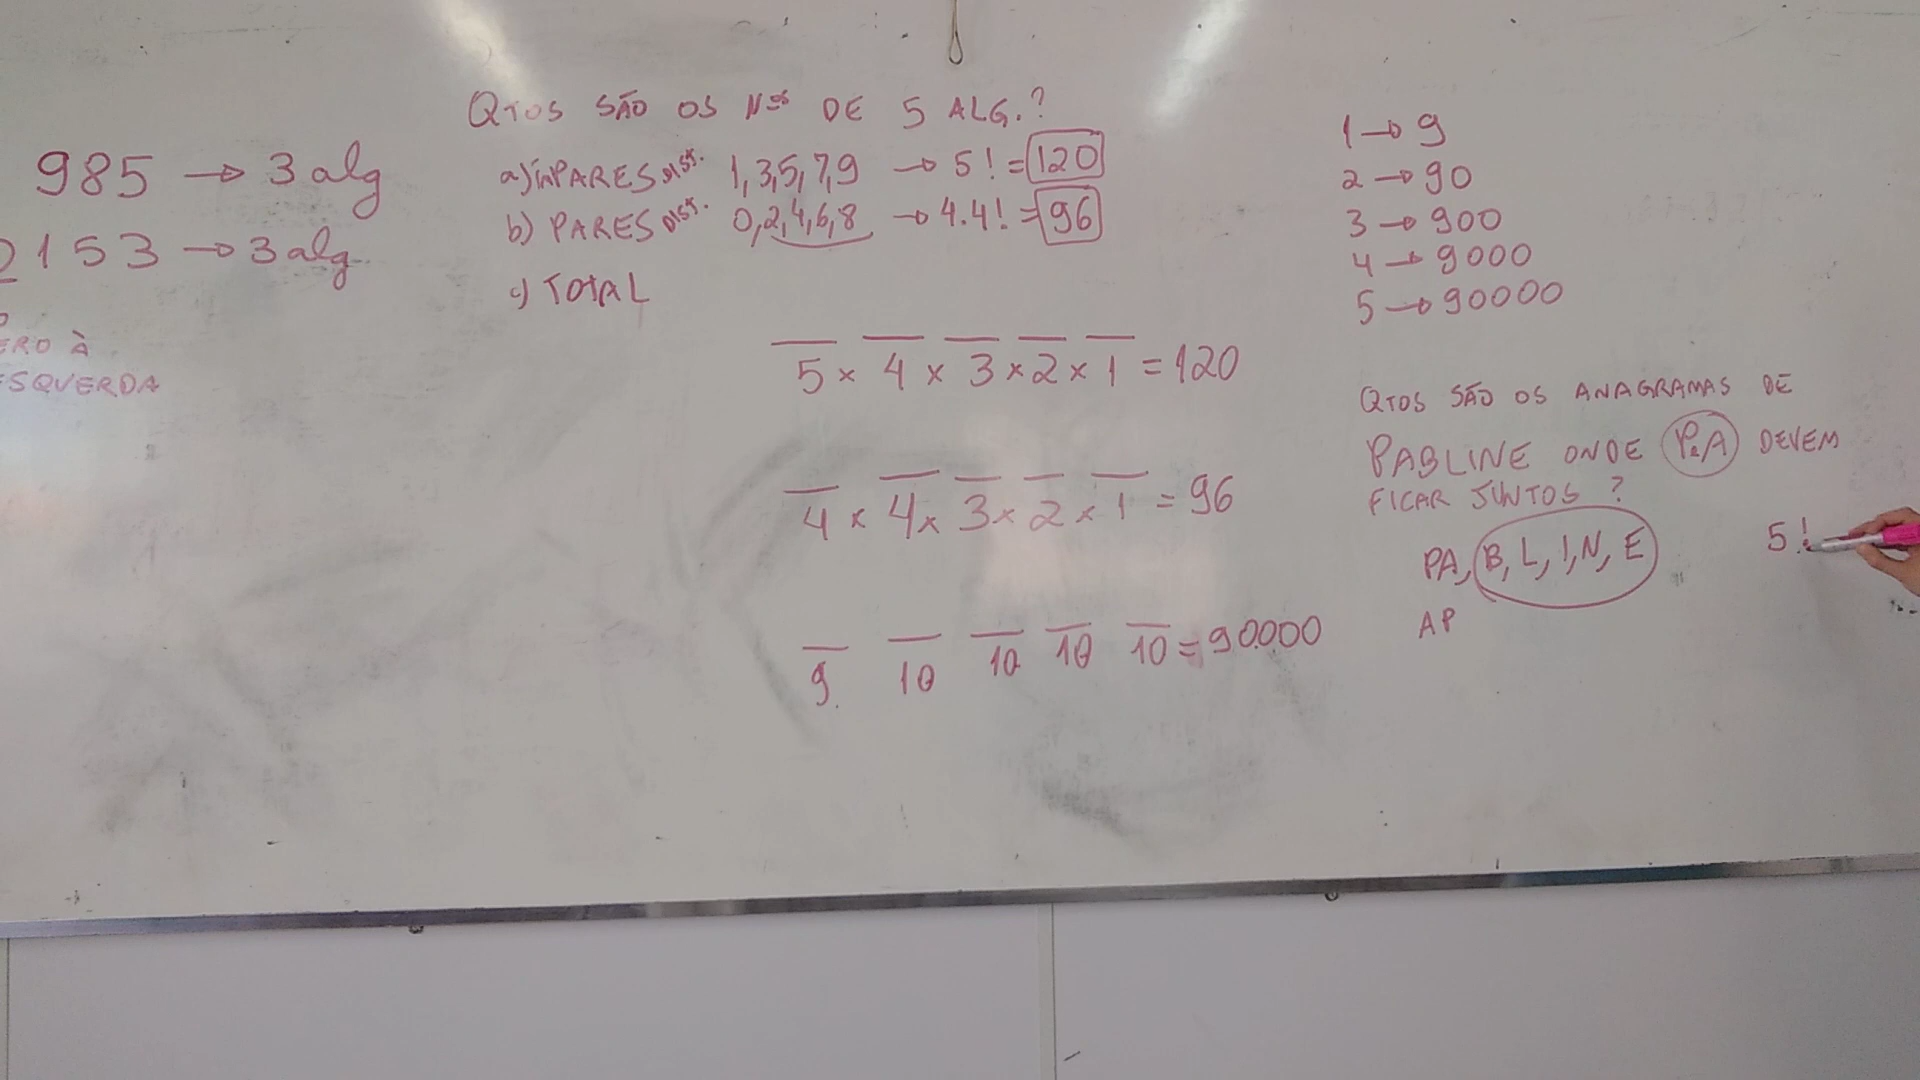 985 → 3 alg
2153 → 3 alg
ERO À
ESQUERDA
QTOS SÃO OS Nºs DE 5 ALG.?
a) ÍMPARES DIST. 1,3,5,7,9 → 5! = 120
b) PARES DIST. 0,2,4,6,8 → 4.4! = 96
c) TOTAL
5 x 4 x 3 x 2 x 1 = 120
4 x 4 x 3 x 2 x 1 = 96
9 10 10 10 10 = 90.000
1 → 9
2 → 90
3 → 900
4 → 9000
5 → 90000
QTOS SÃO OS ANAGRAMAS DE
PABLINE ONDE P e A DEVEM
FICAR JUNTOS ?
PA, B, L, I, N, E
AP
5!